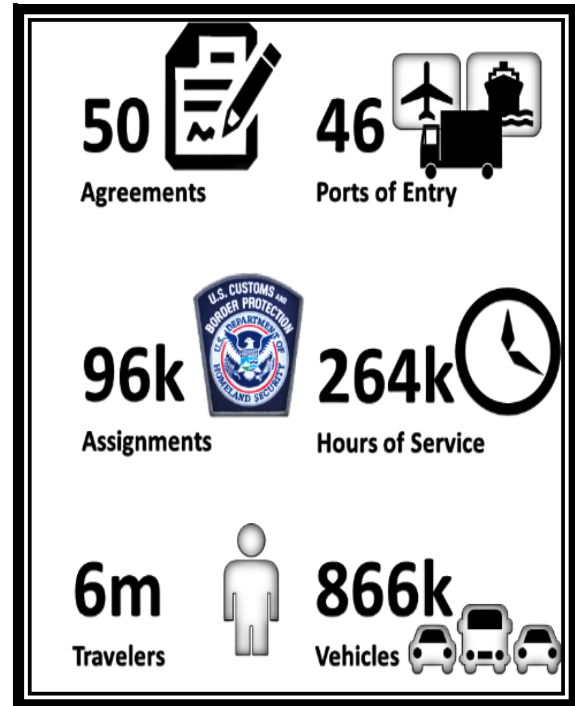 50
Agreements
46
Ports of Entry
96k
Assignments
U.S. CUSTOMS AND
BORDER PROTECTION
U.S. DEPARTMENT OF
HOMELAND SECURITY
264k
Hours of Service
6m
Travelers
866k
Vehicles